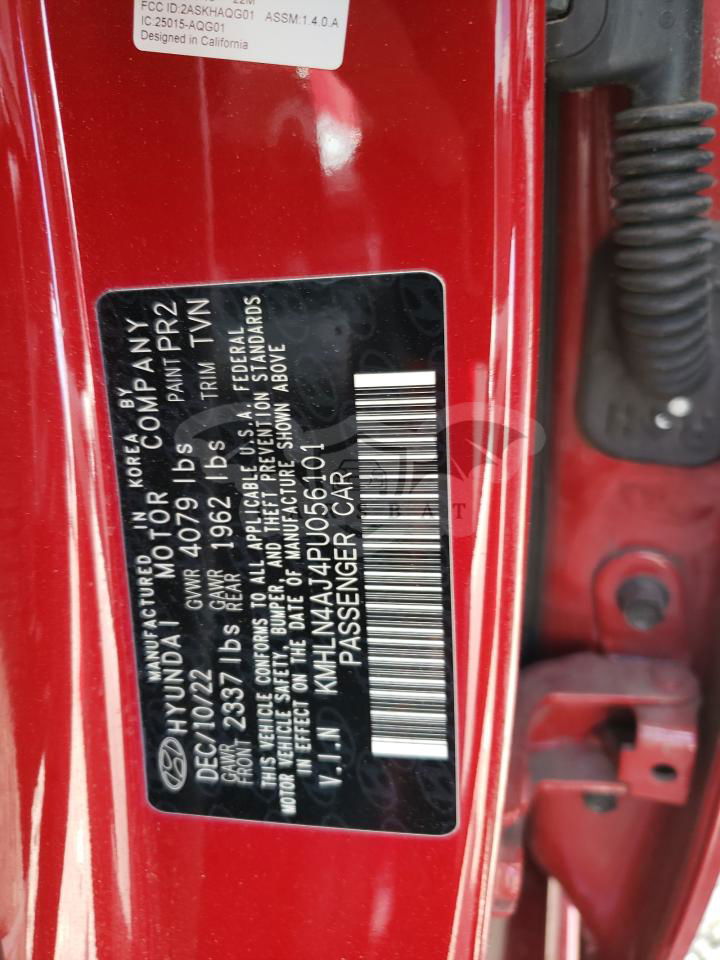 FCC ID:2ASKHAQG01 ASSM:1.4.0.A
IC:25015-AQG01
Designed in California
MANUFACTURED IN KOREA BY
HYUNDAI MOTOR COMPANY
DEC/10/22 GVWR 4079 lbs PAINT PR2
GAWR FRONT 2337 lbs GAWR REAR 1962 lbs TRIM TVN
THIS VEHICLE CONFORMS TO ALL APPLICABLE U.S.A. FEDERAL
MOTOR VEHICLE SAFETY, BUMPER, AND THEFT PREVENTION STANDARDS
IN EFFECT ON THE DATE OF MANUFACTURE SHOWN ABOVE
V.I.N KMHLN4AJ4PU056101
PASSENGER CAR